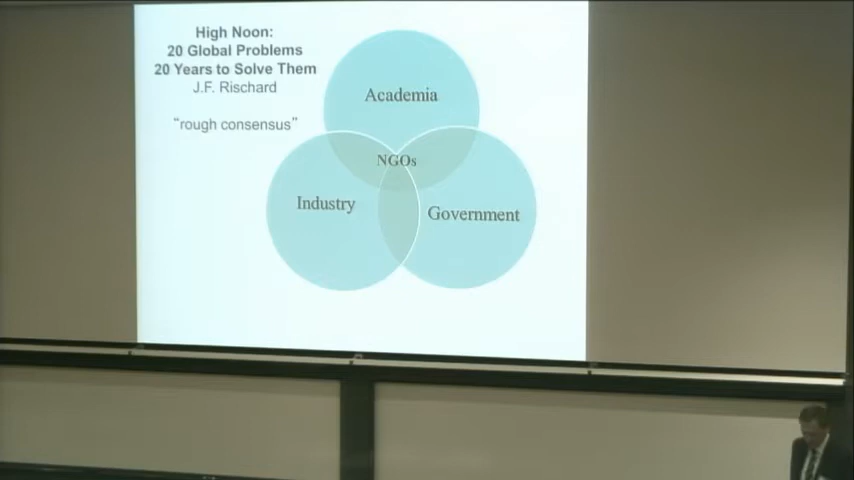 High Noon:
20 Global Problems
20 Years to Solve Them
J.F. Rischard
“rough consensus”
Academia
NGOs
Industry
Government